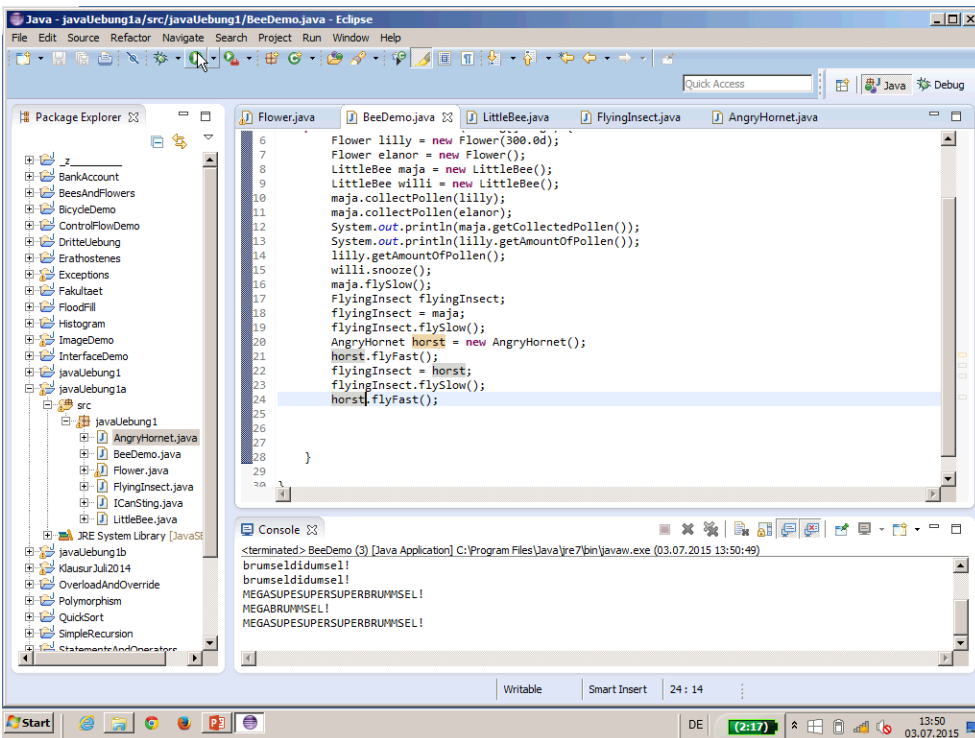 Java - javaUebung1a/src/javaUebung1/BeeDemo.java - Eclipse
File Edit Source Refactor Navigate Search Project Run Window Help
Quick Access
Java
Debug
Package Explorer
_z_________
BankAccount
BeesAndFlowers
BicycleDemo
ControlFlowDemo
DritteUebung
Erathostenes
Exceptions
Fakultaet
FloodFill
Histogram
ImageDemo
InterfaceDemo
javaUebung1
javaUebung1a
src
javaUebung1
AngryHornet.java
BeeDemo.java
Flower.java
FlyingInsect.java
ICanSting.java
LittleBee.java
JRE System Library [JavaSE
javaUebung1b
KlausurJuli2014
OverloadAndOverride
Polymorphism
QuickSort
SimpleRecursion
StatementsAndOperators
Flower.java BeeDemo.java LittleBee.java FlyingInsect.java AngryHornet.java
6 Flower lilly = new Flower(300.0d);
7 Flower elanor = new Flower();
8 LittleBee maja = new LittleBee();
9 LittleBee willi = new LittleBee();
10 maja.collectPollen(lilly);
11 maja.collectPollen(elanor);
12 System.out.println(maja.getCollectedPollen());
13 System.out.println(lilly.getAmountOfPollen());
14 lilly.getAmountOfPollen();
15 willi.snooze();
16 maja.flySlow();
17 FlyingInsect flyingInsect;
18 flyingInsect = maja;
19 flyingInsect.flySlow();
20 AngryHornet horst = new AngryHornet();
21 horst.flyFast();
22 flyingInsect = horst;
23 flyingInsect.flySlow();
24 horst.flyFast();
25
26
27
28 }
29
30 }
Console
<terminated> BeeDemo (3) [Java Application] C:\Program Files\Java\jre7\bin\javaw.exe (03.07.2015 13:50:49)
brumseldidumsel!
brumseldidumsel!
MEGASUPESUPERSUPERBRUMMSEL!
MEGABRUMMSEL!
MEGASUPESUPERSUPERBRUMMSEL!
Writable Smart Insert 24 : 14
Start DE (2:17) 13:50
03.07.2015